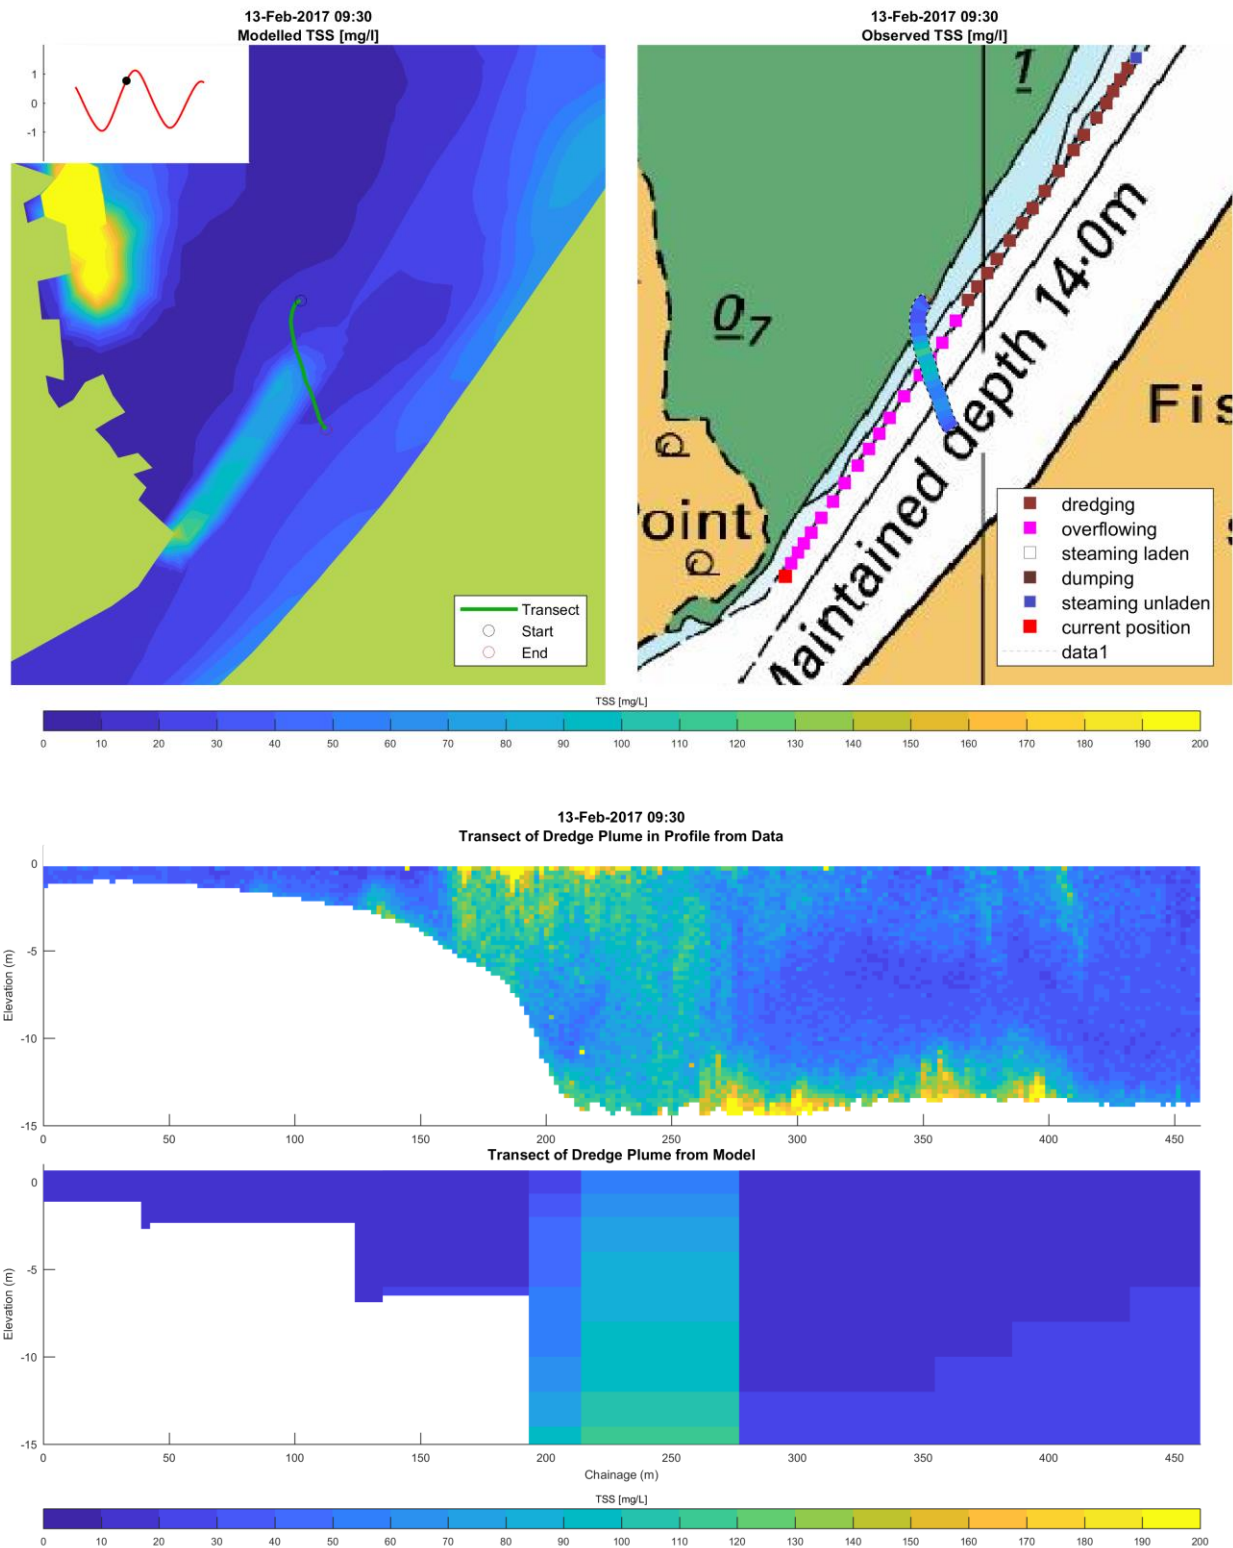 13-Feb-2017 09:30
Modelled TSS [mg/l]
1
0
-1
Transect
Start
End
13-Feb-2017 09:30
Observed TSS [mg/l]
1
0 7
Maintained depth 14.0m
Fis
oint
dredging
overflowing
steaming laden
dumping
steaming unladen
current position
data1
TSS [mg/L]
0 10 20 30 40 50 60 70 80 90 100 110 120 130 140 150 160 170 180 190 200
13-Feb-2017 09:30
Transect of Dredge Plume in Profile from Data
Elevation (m)
0
-5
-10
-15
0 50 100 150 200 250 300 350 400 450
Transect of Dredge Plume from Model
Elevation (m)
0
-5
-10
-15
0 50 100 150 200 250 300 350 400 450
Chainage (m)
TSS [mg/L]
0 10 20 30 40 50 60 70 80 90 100 110 120 130 140 150 160 170 180 190 200